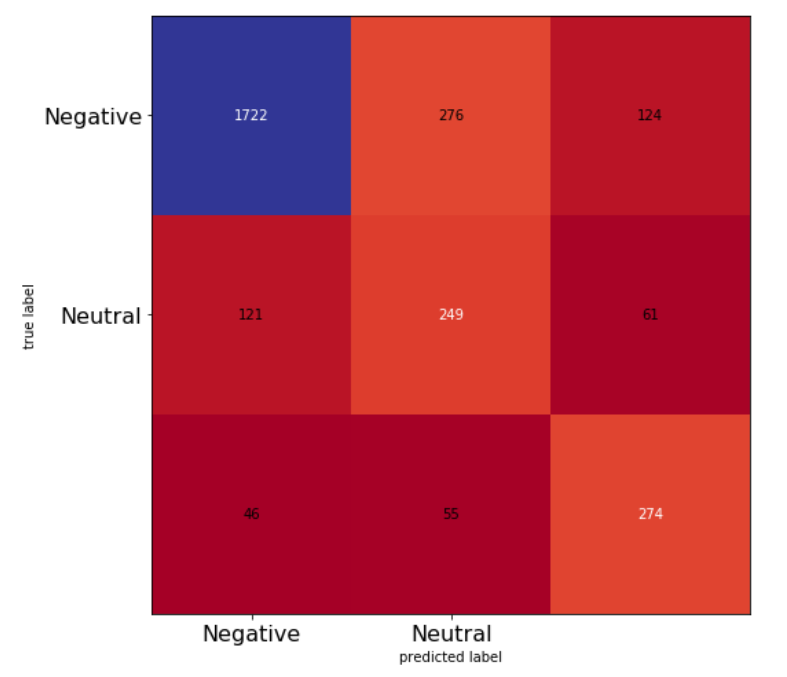 Negative 1722 276 124
true label
Neutral 121 249 61
46 55 274
Negative Neutral
predicted label